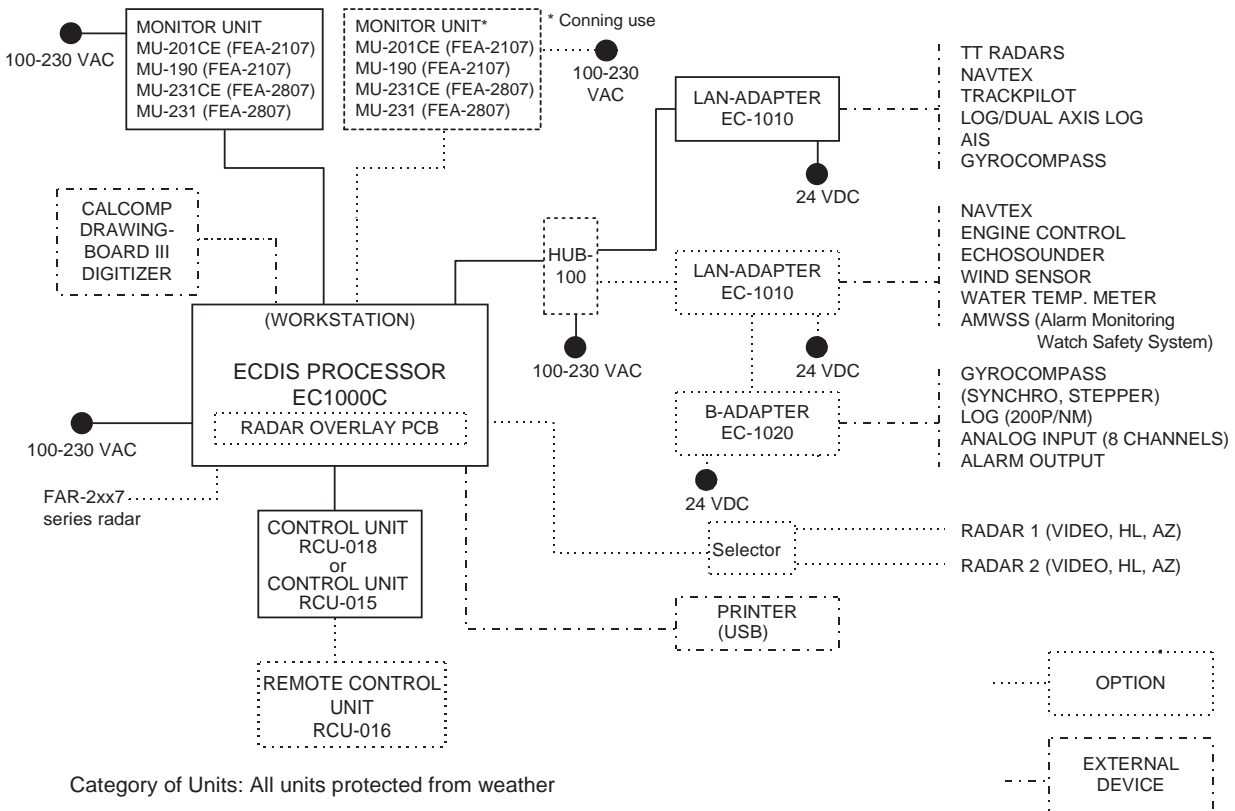 MONITOR UNIT
MU-201CE (FEA-2107)
MU-190 (FEA-2107)
MU-231CE (FEA-2807)
MU-231 (FEA-2807)
100-230 VAC
MONITOR UNIT*
MU-201CE (FEA-2107)
MU-190 (FEA-2107)
MU-231CE (FEA-2807)
MU-231 (FEA-2807)
* Conning use
100-230
VAC
LAN-ADAPTER
EC-1010
24 VDC
TT RADARS
NAVTEX
TRACKPILOT
LOG/DUAL AXIS LOG
AIS
GYROCOMPASS
CALCOMP
DRAWING-
BOARD III
DIGITIZER
HUB-
100
100-230 VAC
LAN-ADAPTER
EC-1010
24 VDC
NAVTEX
ENGINE CONTROL
ECHOSOUNDER
WIND SENSOR
WATER TEMP. METER
AMWSS (Alarm Monitoring
Watch Safety System)
(WORKSTATION)
ECDIS PROCESSOR
EC1000C
RADAR OVERLAY PCB
100-230 VAC
B-ADAPTER
EC-1020
24 VDC
GYROCOMPASS
(SYNCHRO, STEPPER)
LOG (200P/NM)
ANALOG INPUT (8 CHANNELS)
ALARM OUTPUT
FAR-2xx7
series radar
CONTROL UNIT
RCU-018
or
CONTROL UNIT
RCU-015
Selector
RADAR 1 (VIDEO, HL, AZ)
RADAR 2 (VIDEO, HL, AZ)
PRINTER
(USB)
REMOTE CONTROL
UNIT
RCU-016
OPTION
EXTERNAL
DEVICE
Category of Units: All units protected from weather